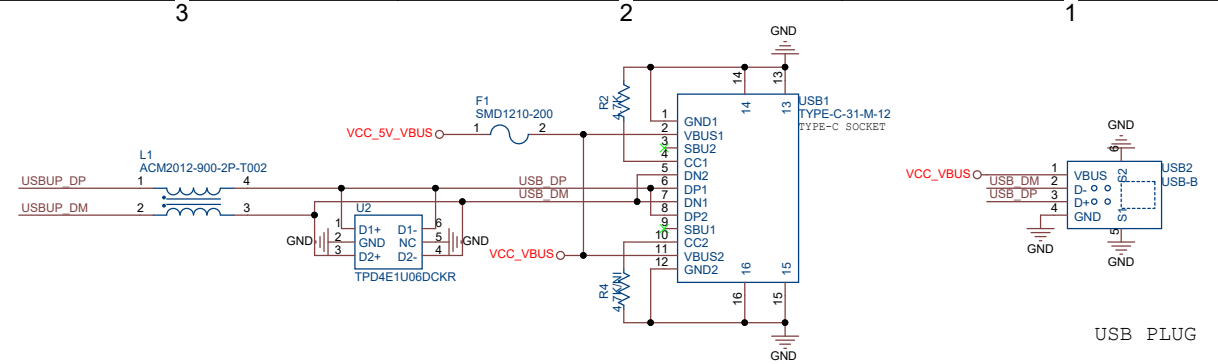 3
2
1
GND
14
13
R2
4.7K
14
13
USB1
TYPE-C-31-M-12
TYPE-C SOCKET
F1
SMD1210-200
VCC_5V_VBUS
1
2
1
GND1
2
VBUS1
3
SBU2
4
CC1
5
DN2
6
DP1
7
DN1
8
DP2
9
SBU1
10
CC2
11
VBUS2
12
GND2
L1
ACM2012-900-2P-T002
USBUP_DP
1
4
USB_DP
USBUP_DM
2
3
USB_DM
U2
1
D1+
D1-
6
GND
2
GND
NC
5
GND
3
D2+
D2-
4
TPD4E1U06DCKR
VCC_VBUS
R4
4.7K/NI
16
15
16
15
GND
GND
6
USB2
USB-B
VCC_VBUS
1
VBUS
P2
USB_DM
2
D-
USB_DP
3
D+
4
GND
S1
5
GND
GND
USB PLUG